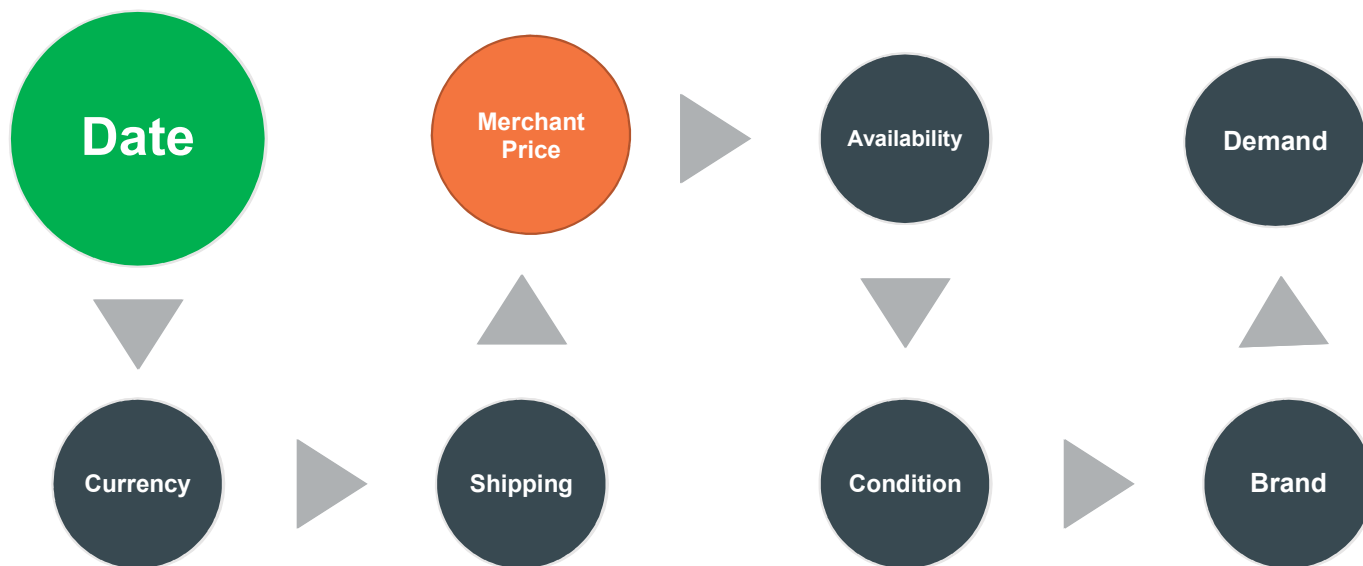 Date
Merchant
Price
Availability
Demand
Currency
Shipping
Condition
Brand